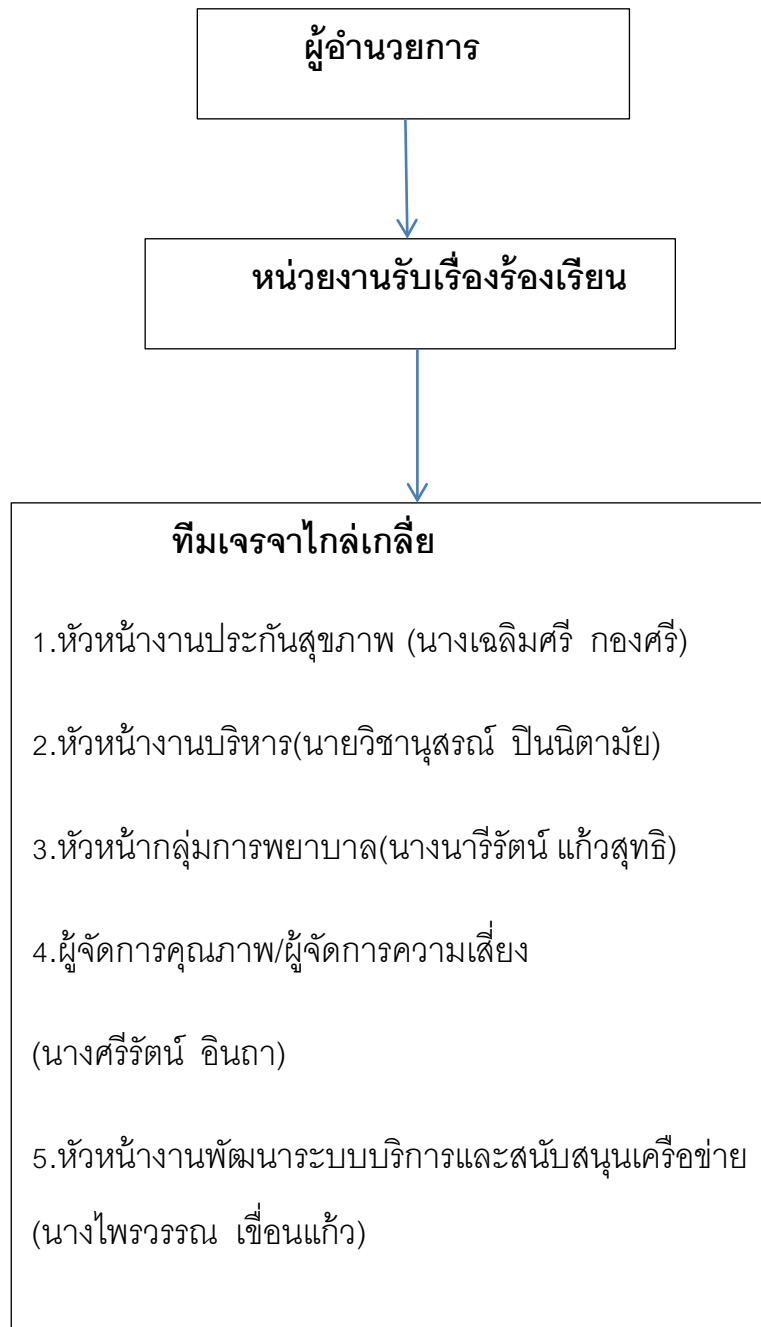 ผู้อำนวยการ
หน่วยงานรับเรื่องร้องเรียน
ทีมเจรจาไกล่เกลี่ย
1.หัวหน้างานประกันสุขภาพ (นางเฉลิมศรี กองศรี)
2.หัวหน้างานบริหาร(นายวิชานุสรณ์ ปินนิตามัย)
3.หัวหน้ากลุ่มการพยาบาล(นางนารีรัตน์ แก้วสุทธิ)
4.ผู้จัดการคุณภาพ/ผู้จัดการความเสี่ยง
(นางศรีรัตน์ อินถา)
5.หัวหน้างานพัฒนาระบบบริการและสนับสนุนเครือข่าย
(นางไพรวรรณ เขื่อนแก้ว)